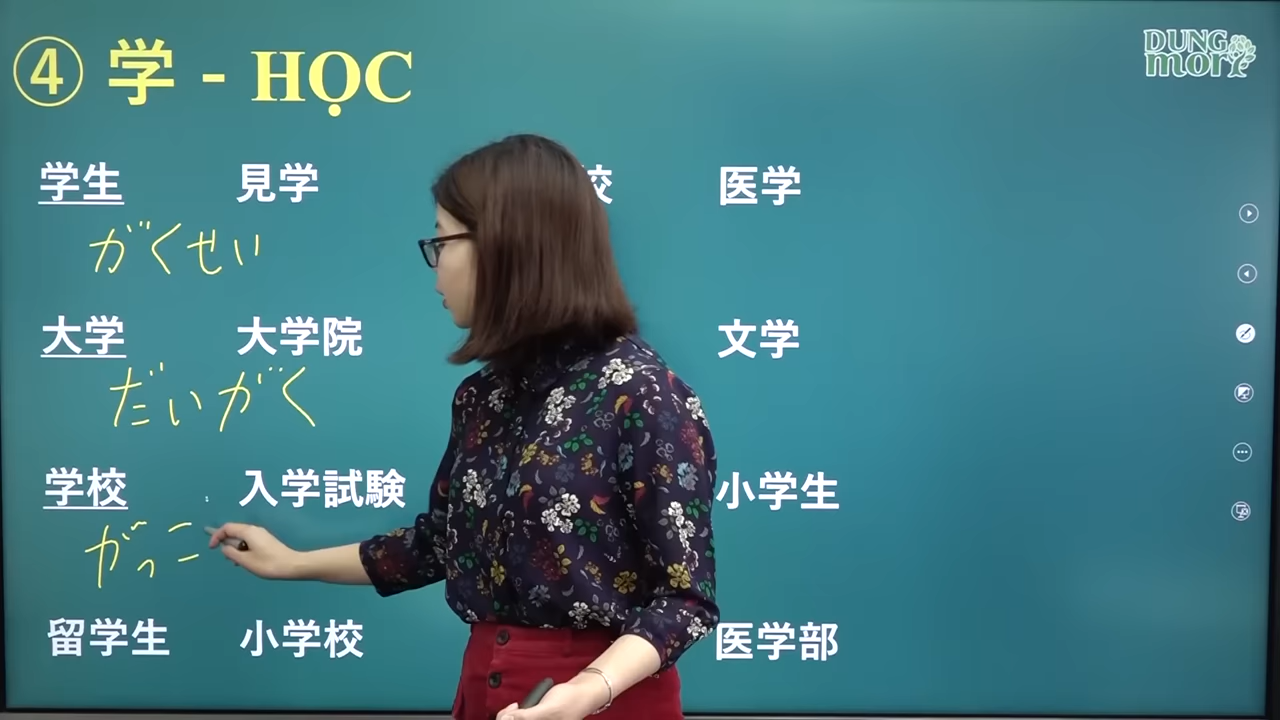 ④ 学 - HỌC
DUNG
mori
学生 見学 校 医学
がくせい
大学 大学院 文学
だいがく
学校 入学試験 小学生
がっこ
留学生 小学校 医学部